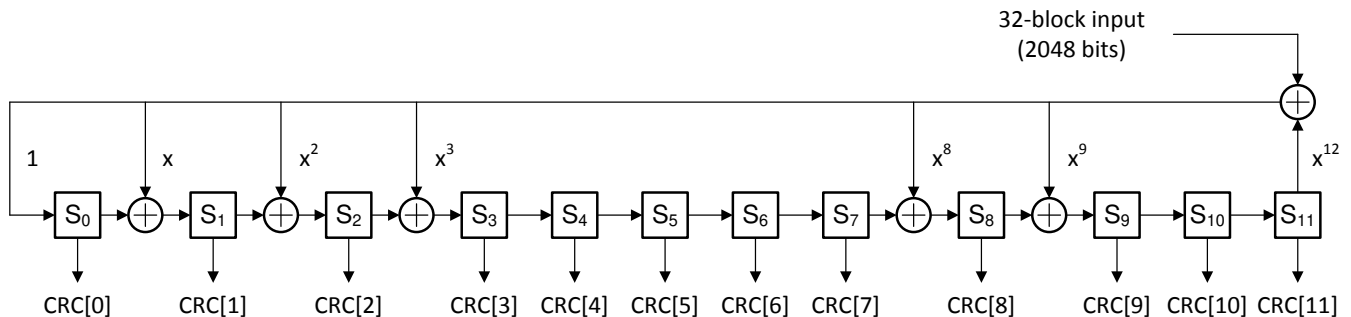 32-block input
(2048 bits)
1 x x² x³ x⁸ x⁹ x¹²
S₀ S₁ S₂ S₃ S₄ S₅ S₆ S₇ S₈ S₉ S₁₀ S₁₁
CRC[0] CRC[1] CRC[2] CRC[3] CRC[4] CRC[5] CRC[6] CRC[7] CRC[8] CRC[9] CRC[10] CRC[11]